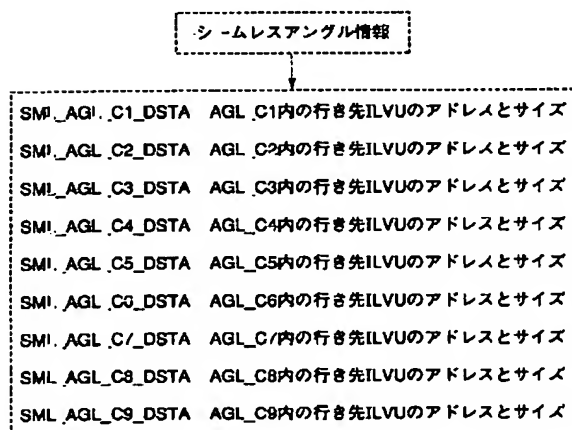 シームレスアングル情報
SML_AGL_C1_DSTA AGL_C1内の行き先ILVUのアドレスとサイズ
SML_AGL_C2_DSTA AGL_C2内の行き先ILVUのアドレスとサイズ
SML_AGL_C3_DSTA AGL_C3内の行き先ILVUのアドレスとサイズ
SML_AGL_C4_DSTA AGL_C4内の行き先ILVUのアドレスとサイズ
SML_AGL_C5_DSTA AGL_C5内の行き先ILVUのアドレスとサイズ
SML_AGL_C6_DSTA AGL_C6内の行き先ILVUのアドレスとサイズ
SML_AGL_C7_DSTA AGL_C7内の行き先ILVUのアドレスとサイズ
SML_AGL_C8_DSTA AGL_C8内の行き先ILVUのアドレスとサイズ
SML_AGL_C9_DSTA AGL_C9内の行き先ILVUのアドレスとサイズ